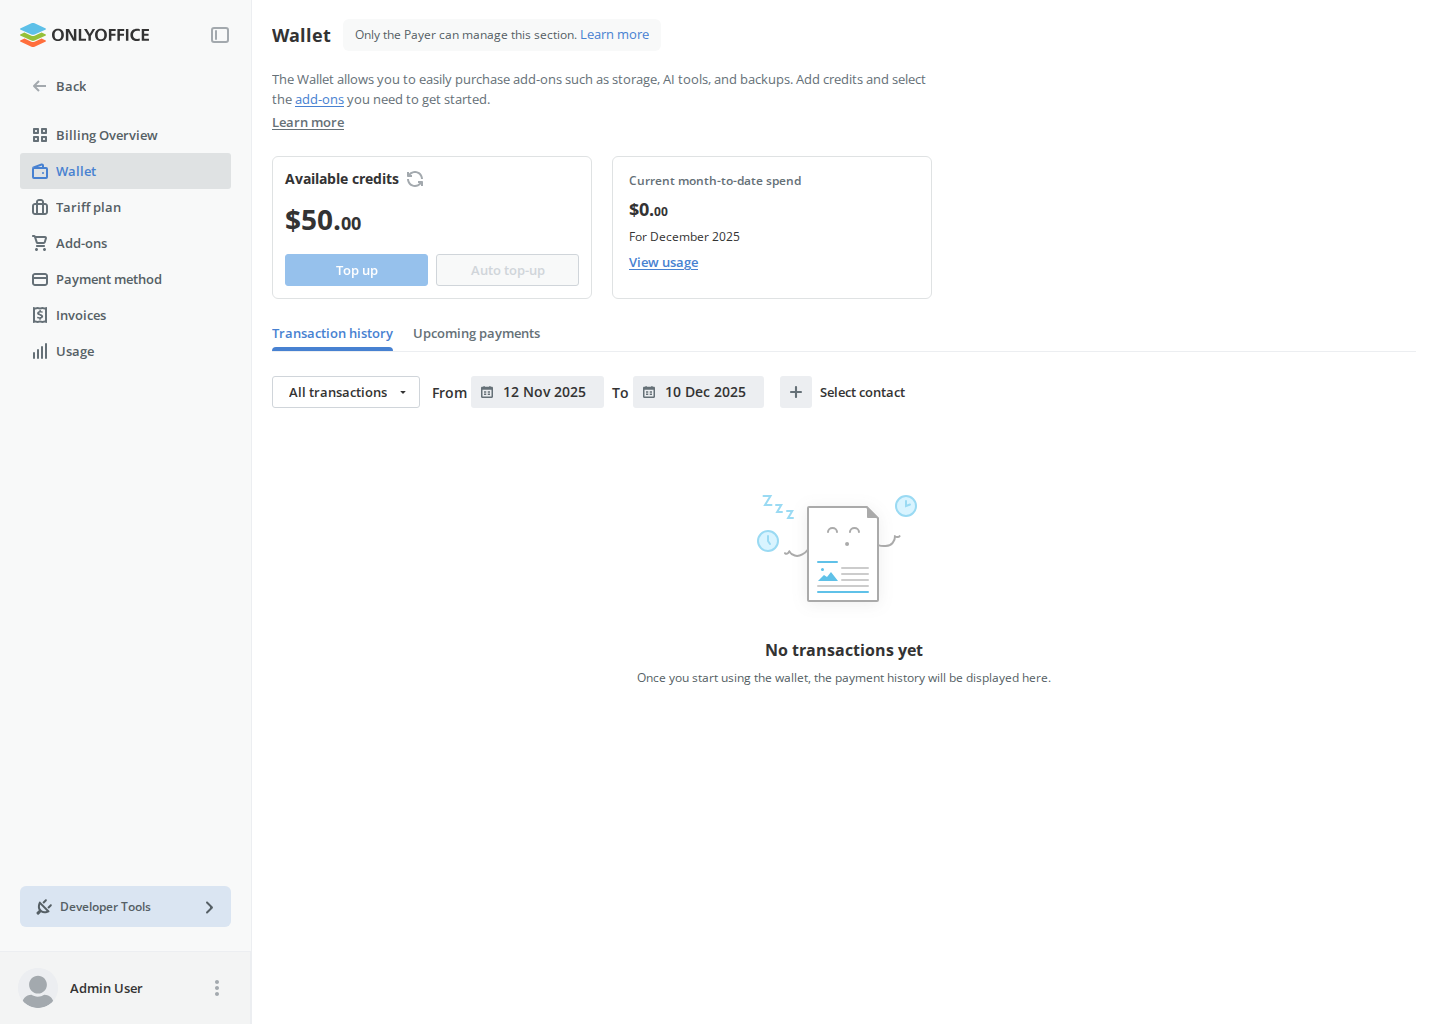 ONLYOFFICE
Back
Billing Overview
Wallet
Tariff plan
Add-ons
Payment method
Invoices
Usage
Developer Tools
Admin User
Wallet
Only the Payer can manage this section. Learn more
The Wallet allows you to easily purchase add-ons such as storage, AI tools, and backups. Add credits and select
the add-ons you need to get started.
Learn more
Available credits
$50.00
Top up
Auto top-up
Current month-to-date spend
$0.00
For December 2025
View usage
Transaction history
Upcoming payments
All transactions
From
12 Nov 2025
To
10 Dec 2025
Select contact
Z
Z
Z
No transactions yet
Once you start using the wallet, the payment history will be displayed here.